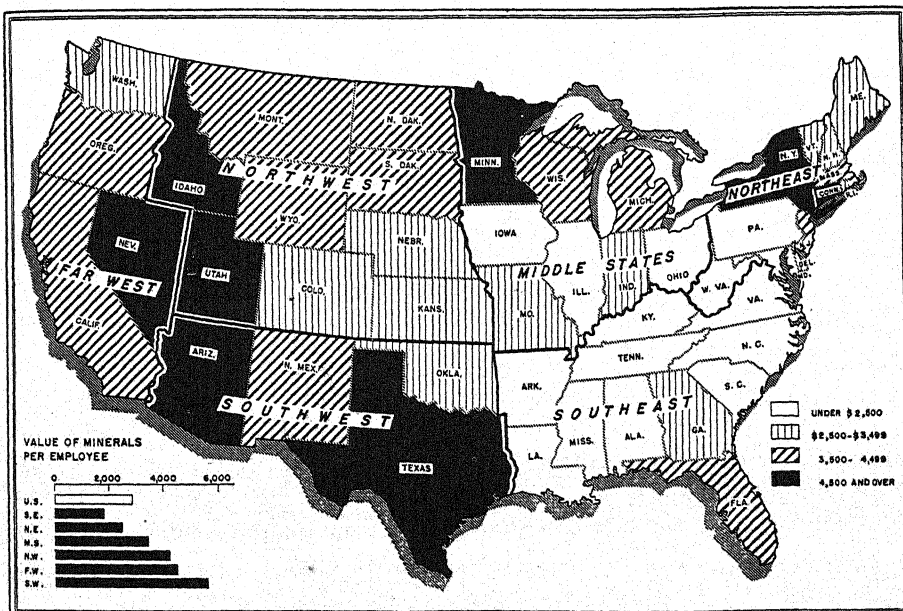 WASH.
MONT.
N. DAK.
ME.
OREG.
S. DAK.
MINN.
VT.
N.H.
N.Y.
MASS.
CONN.
R.I.
IDAHO
NORTHWEST
WIS.
MICH.
NORTHEAS
WYO.
IOWA
PA.
NEV.
NEBR.
MIDDLE STATES
OHIO
DEL.
MD.
FAR WEST
UTAH
COLO.
ILL.
IND.
W. VA.
VA.
KANS.
MO.
KY.
CALIF.
N. C.
TENN.
ARIZ.
N. MEX.
OKLA.
ARK.
S. C.
SOUTHWEST
SOUTHEAST
MISS.
ALA.
GA.
LA.
TEXAS
FLA.
UNDER $2,500
$2,500-$3,499
3,500- 4,499
4,500 AND OVER
VALUE OF MINERALS
PER EMPLOYEE
0 2,000 4,000 6,000
U.S.
S.E.
N.E.
M.S.
N.W.
F.W.
S.W.